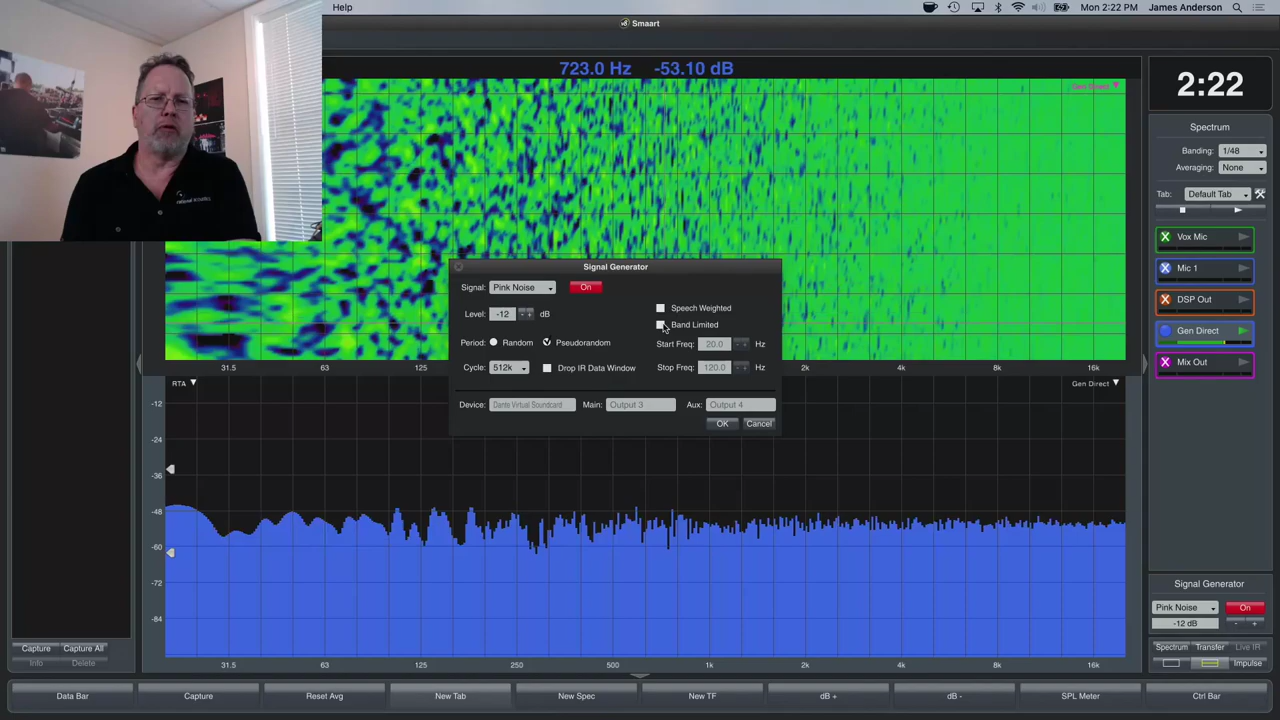 Help
Mon 2:22 PM James Anderson
Smaart
723.0 Hz -53.10 dB
Gen Direct
2:22
Spectrum
Banding: 1/48
Averaging: None
Tab: Default Tab
Vox Mic
Mic 1
DSP Out
Gen Direct
Mix Out
Signal Generator
Signal: Pink Noise On
Speech Weighted
Level: -12 dB
Band Limited
Period: Random Pseudorandom
Start Freq: 20.0 Hz
Cycle: 512k Drop IR Data Window
Stop Freq: 120.0 Hz
Device: Dante Virtual Soundcard Main: Output 3 Aux: Output 4
OK Cancel
31.5 63 125 1k 2k 4k 8k 16k
RTA Gen Direct
-12
-24
-36
-48
-60
-72
-84
31.5 63 125 250 500 1k 2k 4k 8k 16k
Capture Capture All
Info Delete
Signal Generator
Pink Noise On
-12 dB - +
Spectrum Transfer Live IR
Impulse
Data Bar Capture Reset Avg New Tab New Spec New TF dB + dB - SPL Meter Ctrl Bar